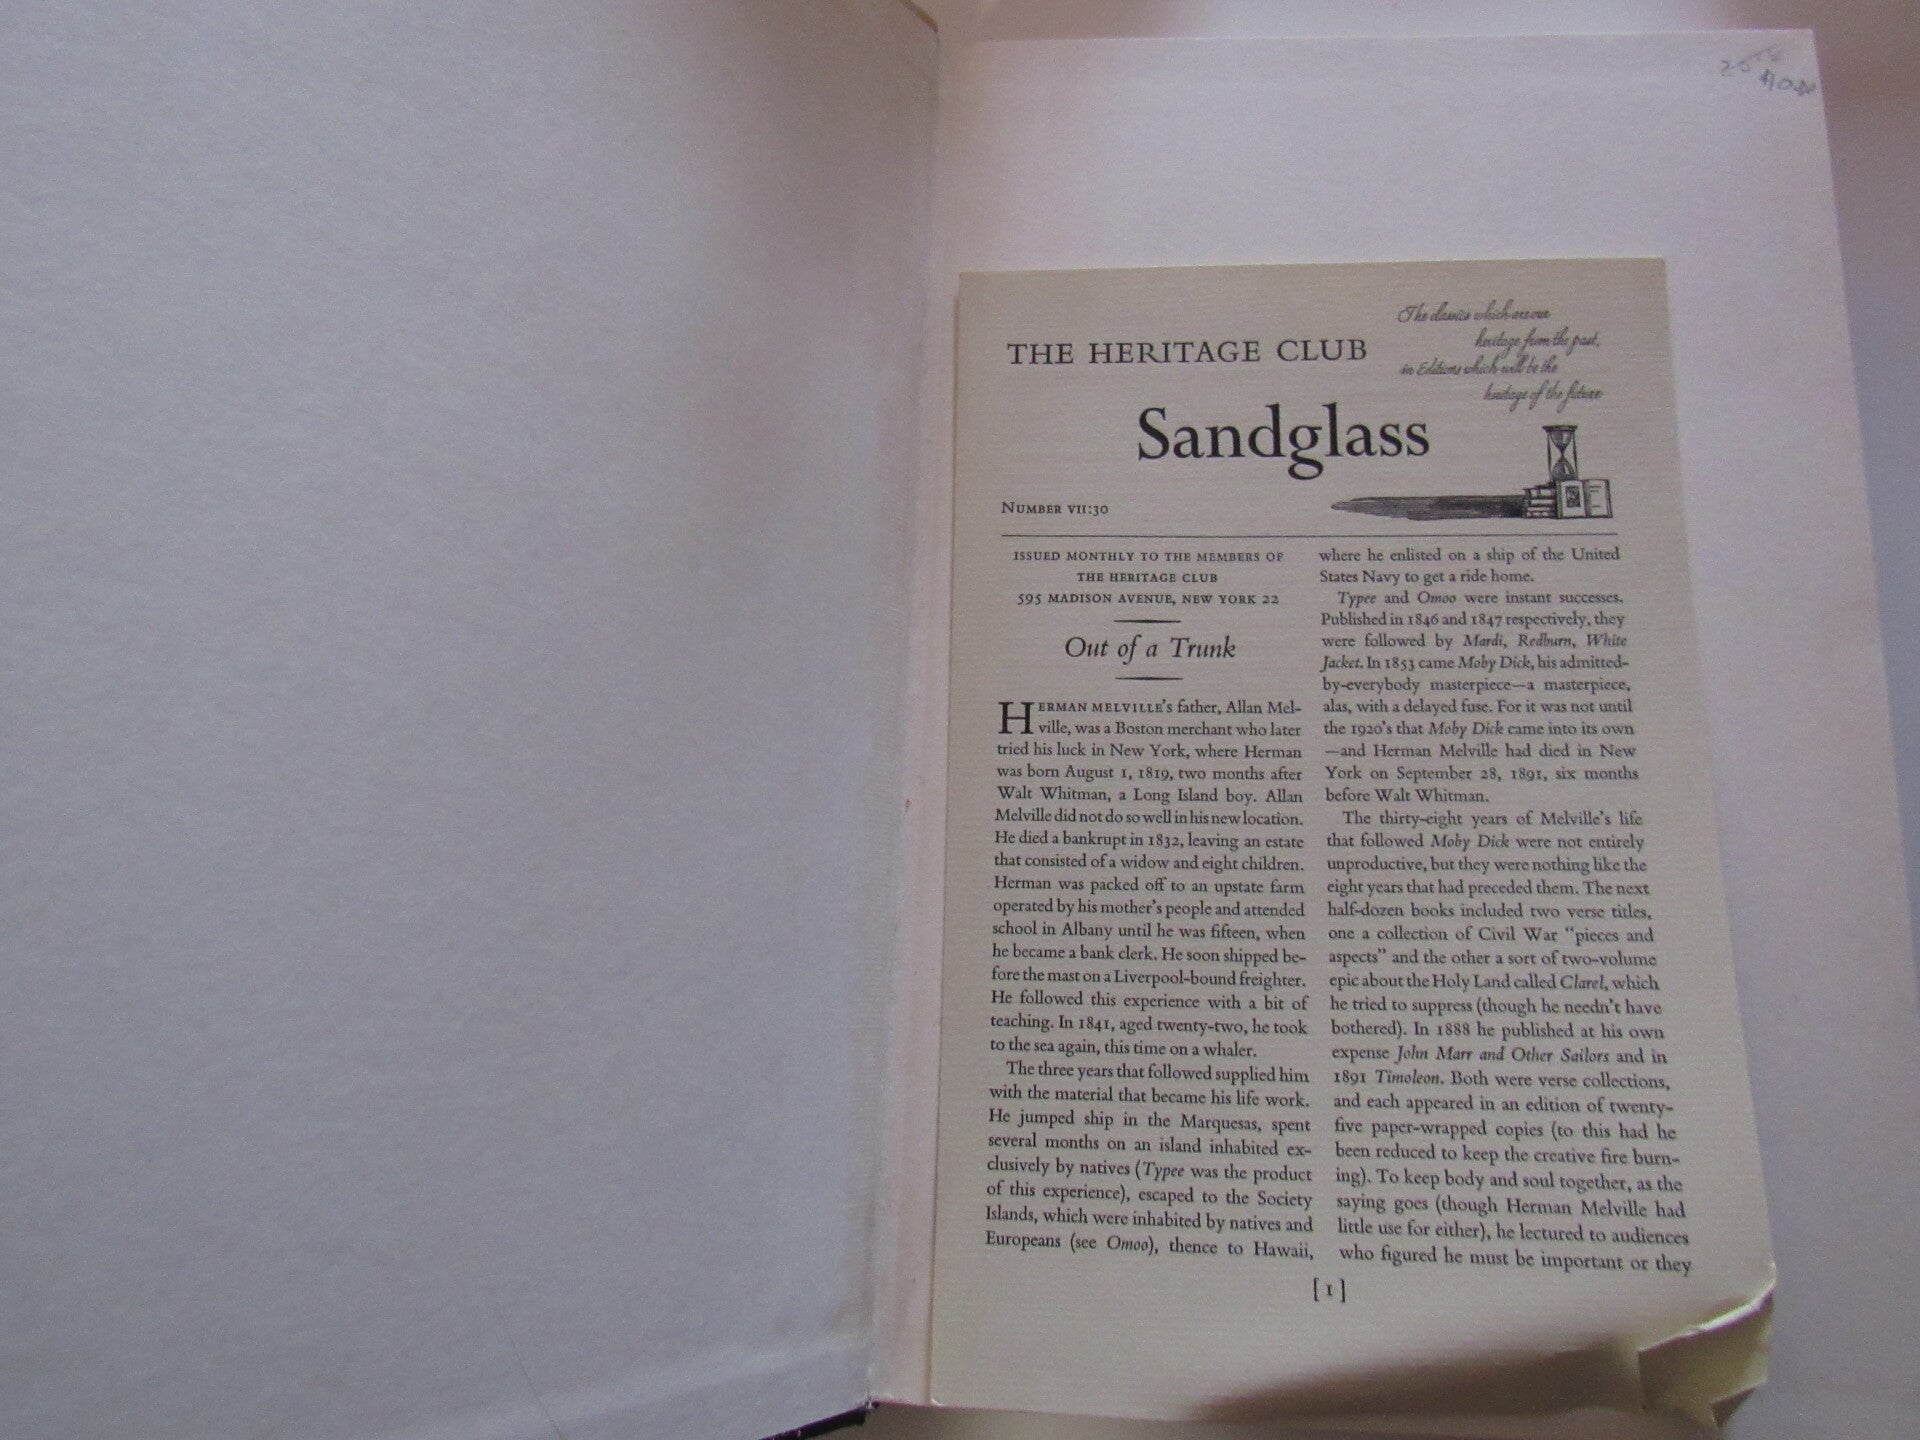 The classics which are our
heritage from the past,
in Editions which will be the
heritage of the future
THE HERITAGE CLUB
Sandglass
NUMBER VII:30
ISSUED MONTHLY TO THE MEMBERS OF
THE HERITAGE CLUB
595 MADISON AVENUE, NEW YORK 22
Out of a Trunk
HERMAN MELVILLE'S father, Allan Mel-
ville, was a Boston merchant who later
tried his luck in New York, where Herman
was born August 1, 1819, two months after
Walt Whitman, a Long Island boy. Allan
Melville did not do so well in his new location.
He died a bankrupt in 1832, leaving an estate
that consisted of a widow and eight children.
Herman was packed off to an upstate farm
operated by his mother's people and attended
school in Albany until he was fifteen, when
he became a bank clerk. He soon shipped be-
fore the mast on a Liverpool-bound freighter.
He followed this experience with a bit of
teaching. In 1841, aged twenty-two, he took
to the sea again, this time on a whaler.
The three years that followed supplied him
with the material that became his life work.
He jumped ship in the Marquesas, spent
several months on an island inhabited ex-
clusively by natives (Typee was the product
of this experience), escaped to the Society
Islands, which were inhabited by natives and
Europeans (see Omoo), thence to Hawaii,
where he enlisted on a ship of the United
States Navy to get a ride home.
Typee and Omoo were instant successes.
Published in 1846 and 1847 respectively, they
were followed by Mardi, Redburn, White
Jacket. In 1853 came Moby Dick, his admitted-
by-everybody masterpiece—a masterpiece,
alas, with a delayed fuse. For it was not until
the 1920's that Moby Dick came into its own
—and Herman Melville had died in New
York on September 28, 1891, six months
before Walt Whitman.
The thirty-eight years of Melville's life
that followed Moby Dick were not entirely
unproductive, but they were nothing like the
eight years that had preceded them. The next
half-dozen books included two verse titles,
one a collection of Civil War "pieces and
aspects" and the other a sort of two-volume
epic about the Holy Land called Clarel, which
he tried to suppress (though he needn't have
bothered). In 1888 he published at his own
expense John Marr and Other Sailors and in
1891 Timoleon. Both were verse collections,
and each appeared in an edition of twenty-
five paper-wrapped copies (to this had he
been reduced to keep the creative fire burn-
ing). To keep body and soul together, as the
saying goes (though Herman Melville had
little use for either), he lectured to audiences
who figured he must be important or they
[1]